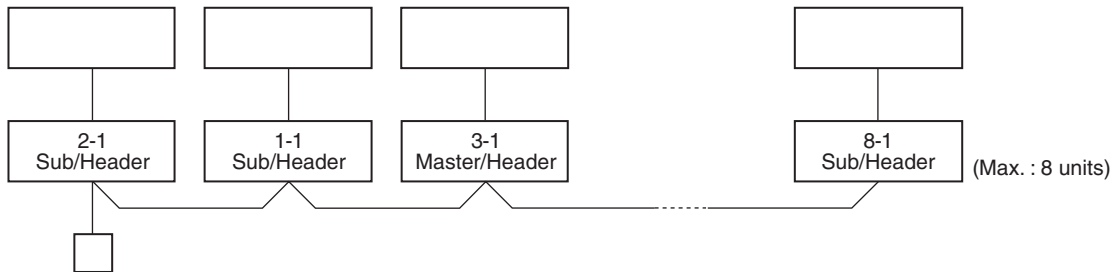 2-1
Sub/Header
1-1
Sub/Header
3-1
Master/Header
8-1
Sub/Header
(Max. : 8 units)